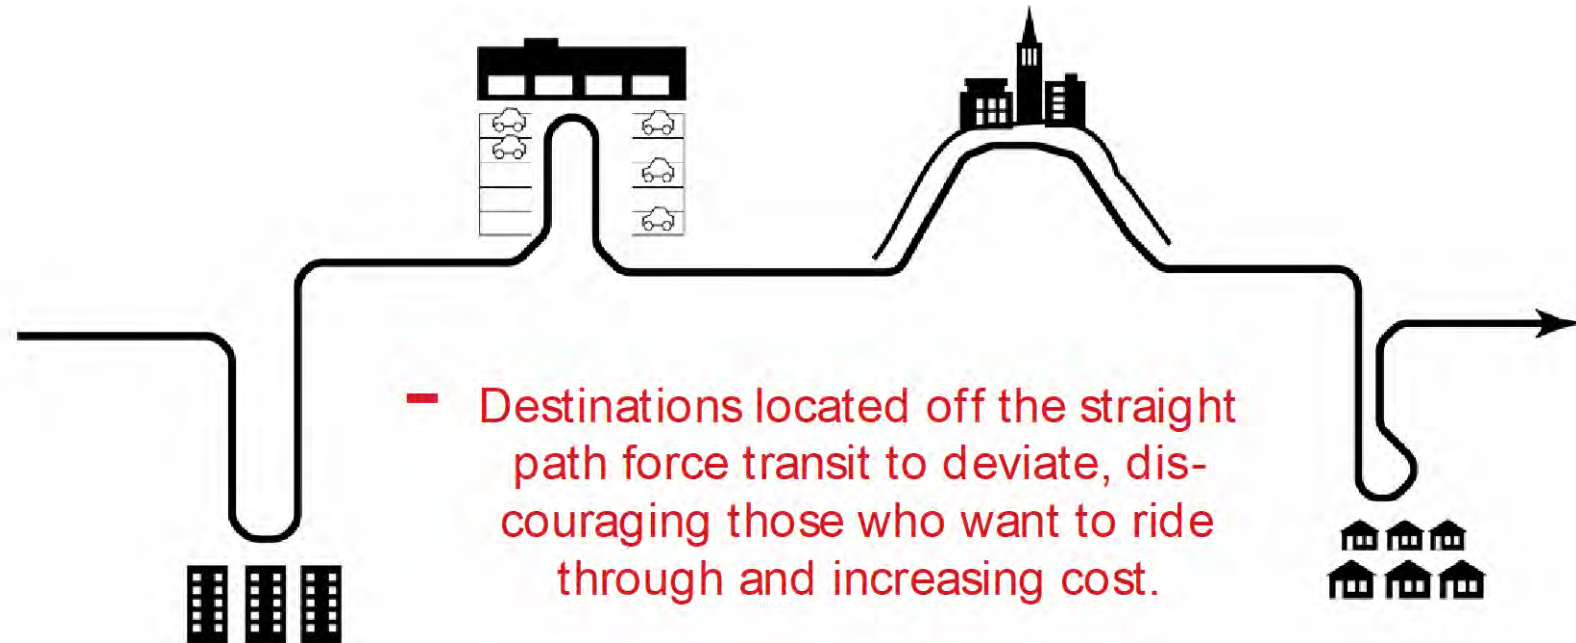 - Destinations located off the straight
path force transit to deviate, dis-
couraging those who want to ride
through and increasing cost.